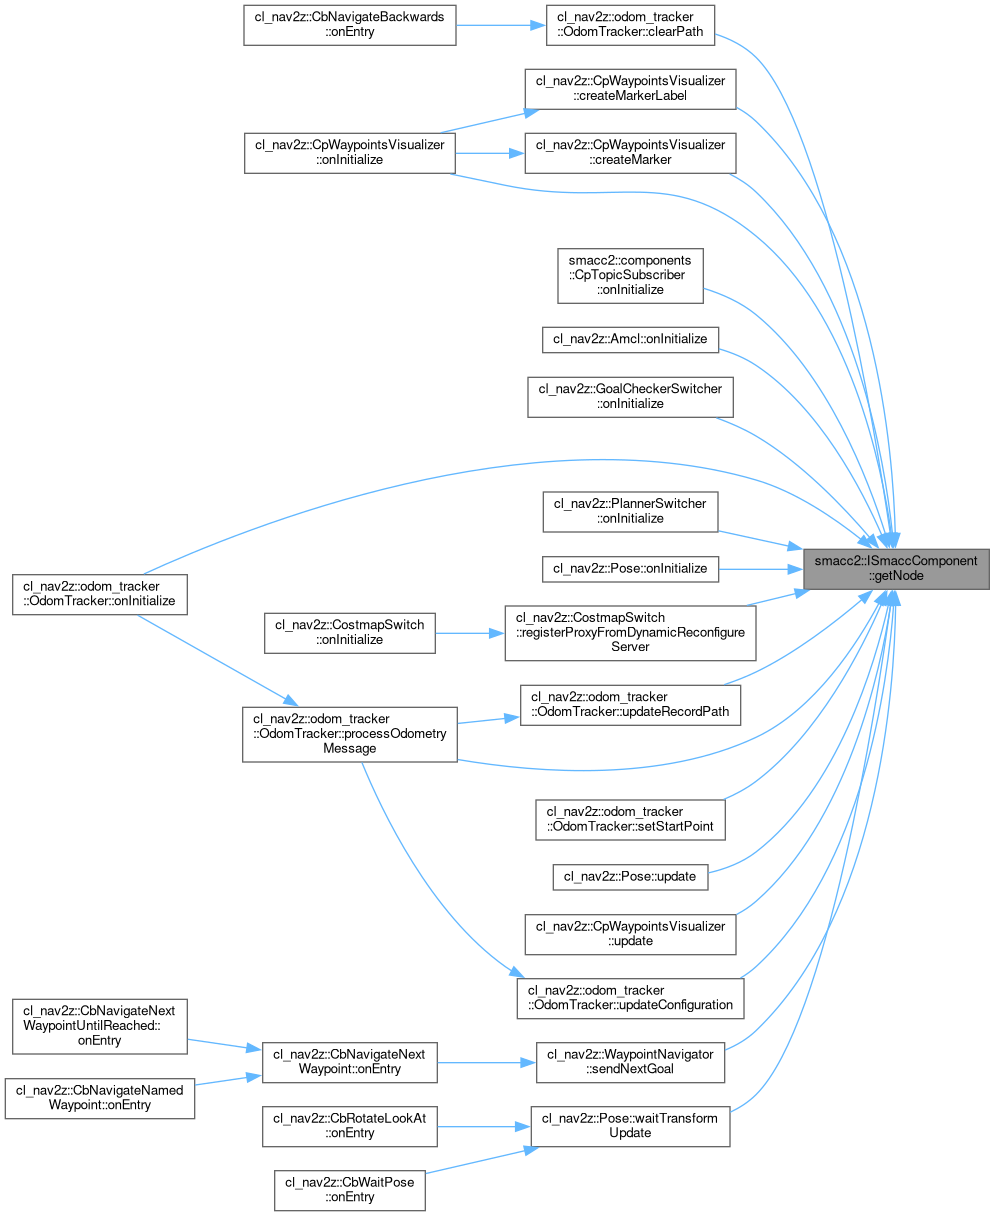 cl_nav2z::CbNavigateBackwards
::onEntry
cl_nav2z::odom_tracker
::OdomTracker::clearPath
cl_nav2z::CpWaypointsVisualizer
::createMarkerLabel
cl_nav2z::CpWaypointsVisualizer
::onInitialize
cl_nav2z::CpWaypointsVisualizer
::createMarker
smacc2::components
::CpTopicSubscriber
::onInitialize
cl_nav2z::Amcl::onInitialize
cl_nav2z::GoalCheckerSwitcher
::onInitialize
cl_nav2z::PlannerSwitcher
::onInitialize
smacc2::ISmaccComponent
::getNode
cl_nav2z::Pose::onInitialize
cl_nav2z::odom_tracker
::OdomTracker::onInitialize
cl_nav2z::CostmapSwitch
::onInitialize
cl_nav2z::CostmapSwitch
::registerProxyFromDynamicReconfigure
Server
cl_nav2z::odom_tracker
::OdomTracker::updateRecordPath
cl_nav2z::odom_tracker
::OdomTracker::processOdometry
Message
cl_nav2z::odom_tracker
::OdomTracker::setStartPoint
cl_nav2z::Pose::update
cl_nav2z::CpWaypointsVisualizer
::update
cl_nav2z::odom_tracker
::OdomTracker::updateConfiguration
cl_nav2z::CbNavigateNext
WaypointUntilReached::
onEntry
cl_nav2z::CbNavigateNext
Waypoint::onEntry
cl_nav2z::WaypointNavigator
::sendNextGoal
cl_nav2z::CbNavigateNamed
Waypoint::onEntry
cl_nav2z::CbRotateLookAt
::onEntry
cl_nav2z::Pose::waitTransform
Update
cl_nav2z::CbWaitPose
::onEntry